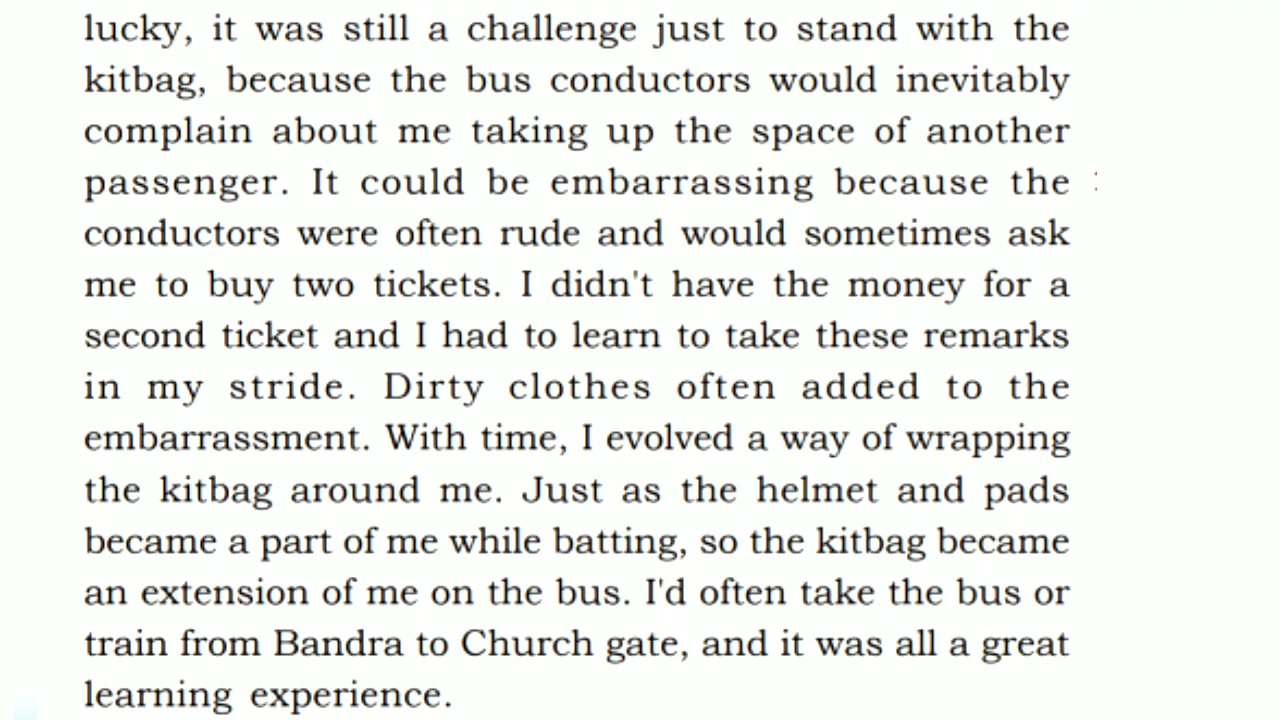 lucky, it was still a challenge just to stand with the
kitbag, because the bus conductors would inevitably
complain about me taking up the space of another
passenger. It could be embarrassing because the
conductors were often rude and would sometimes ask
me to buy two tickets. I didn't have the money for a
second ticket and I had to learn to take these remarks
in my stride. Dirty clothes often added to the
embarrassment. With time, I evolved a way of wrapping
the kitbag around me. Just as the helmet and pads
became a part of me while batting, so the kitbag became
an extension of me on the bus. I'd often take the bus or
train from Bandra to Church gate, and it was all a great
learning experience.